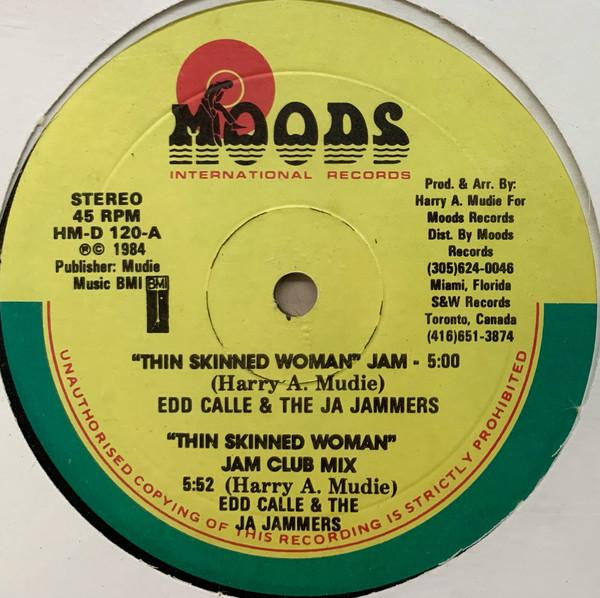 MOODS
INTERNATIONAL RECORDS
STEREO
45 RPM
HM-D 120-A
℗© 1984
Publisher: Mudie
Music BMI BMI
Prod. & Arr. By:
Harry A. Mudie For
Moods Records
Dist. By Moods
Records
(305)624-0046
Miami, Florida
S&W Records
Toronto, Canada
(416)651-3874
"THIN SKINNED WOMAN" JAM - 5:00
(Harry A. Mudie)
EDD CALLE & THE JA JAMMERS
"THIN SKINNED WOMAN"
JAM CLUB MIX
5:52 (Harry A. Mudie)
EDD CALLE & THE
JA JAMMERS
UNAUTHORISED COPYING OF THIS RECORDING IS STRICTLY PROHIBITED